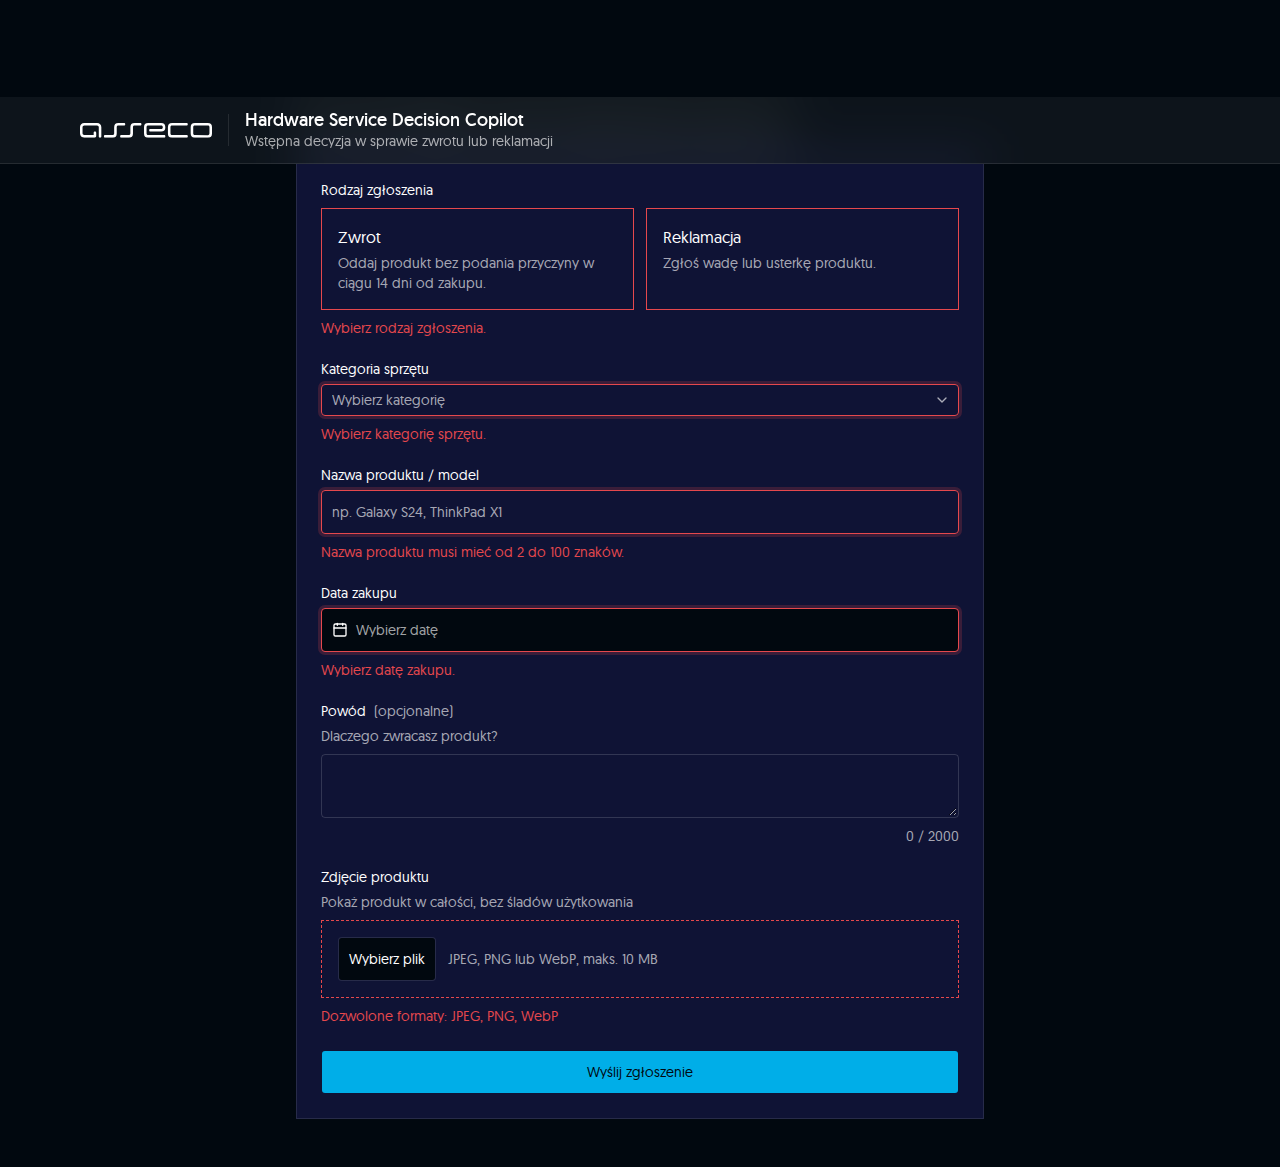 asseco
Hardware Service Decision Copilot
Wstępna decyzja w sprawie zwrotu lub reklamacji
Rodzaj zgłoszenia
Zwrot
Oddaj produkt bez podania przyczyny w
ciągu 14 dni od zakupu.
Reklamacja
Zgłoś wadę lub usterkę produktu.
Wybierz rodzaj zgłoszenia.
Kategoria sprzętu
Wybierz kategorię
Wybierz kategorię sprzętu.
Nazwa produktu / model
np. Galaxy S24, ThinkPad X1
Nazwa produktu musi mieć od 2 do 100 znaków.
Data zakupu
Wybierz datę
Wybierz datę zakupu.
Powód (opcjonalne)
Dlaczego zwracasz produkt?
0 / 2000
Zdjęcie produktu
Pokaż produkt w całości, bez śladów użytkowania
Wybierz plik JPEG, PNG lub WebP, maks. 10 MB
Dozwolone formaty: JPEG, PNG, WebP
Wyślij zgłoszenie